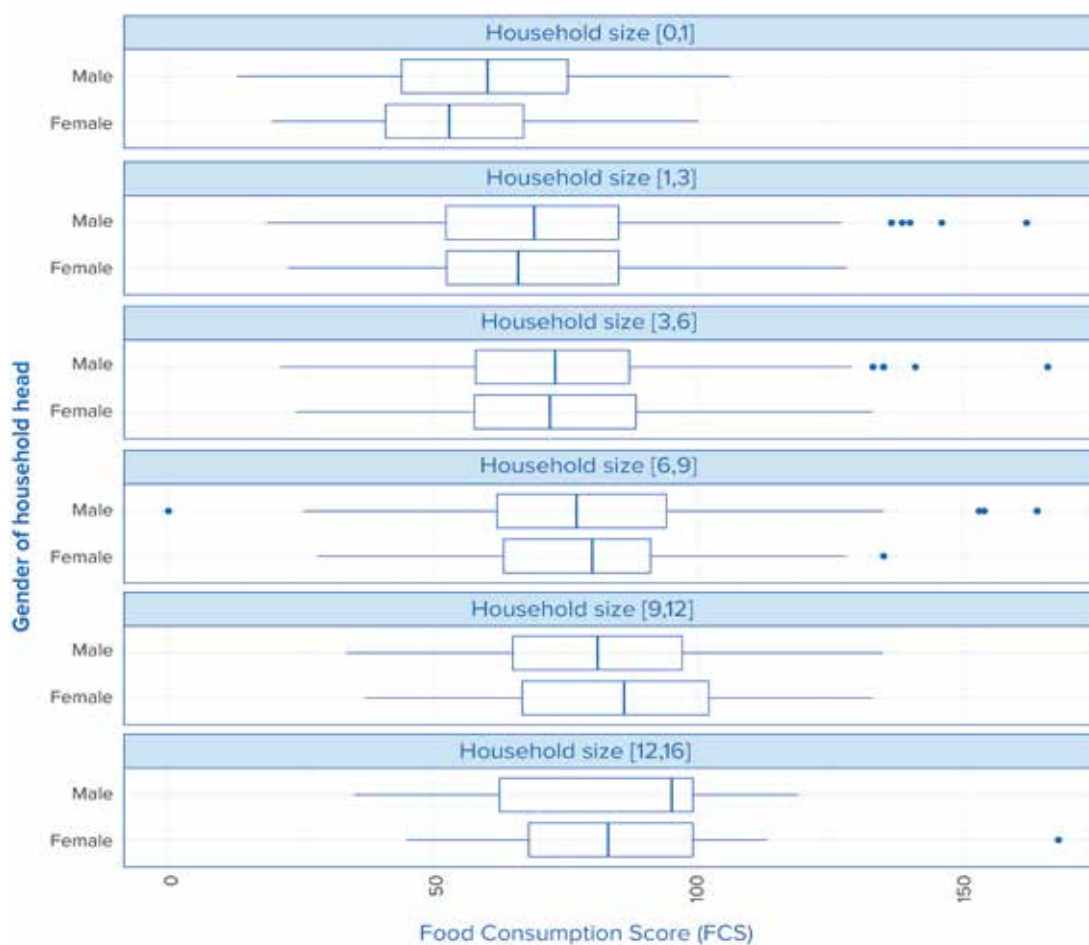 Household size [0,1]
Male
Female
Household size [1,3]
Male
Female
Household size [3,6]
Male
Female
Household size [6,9]
Male
Female
Household size [9,12]
Male
Female
Household size [12,16]
Male
Female
Gender of household head
0
50
100
150
Food Consumption Score (FCS)